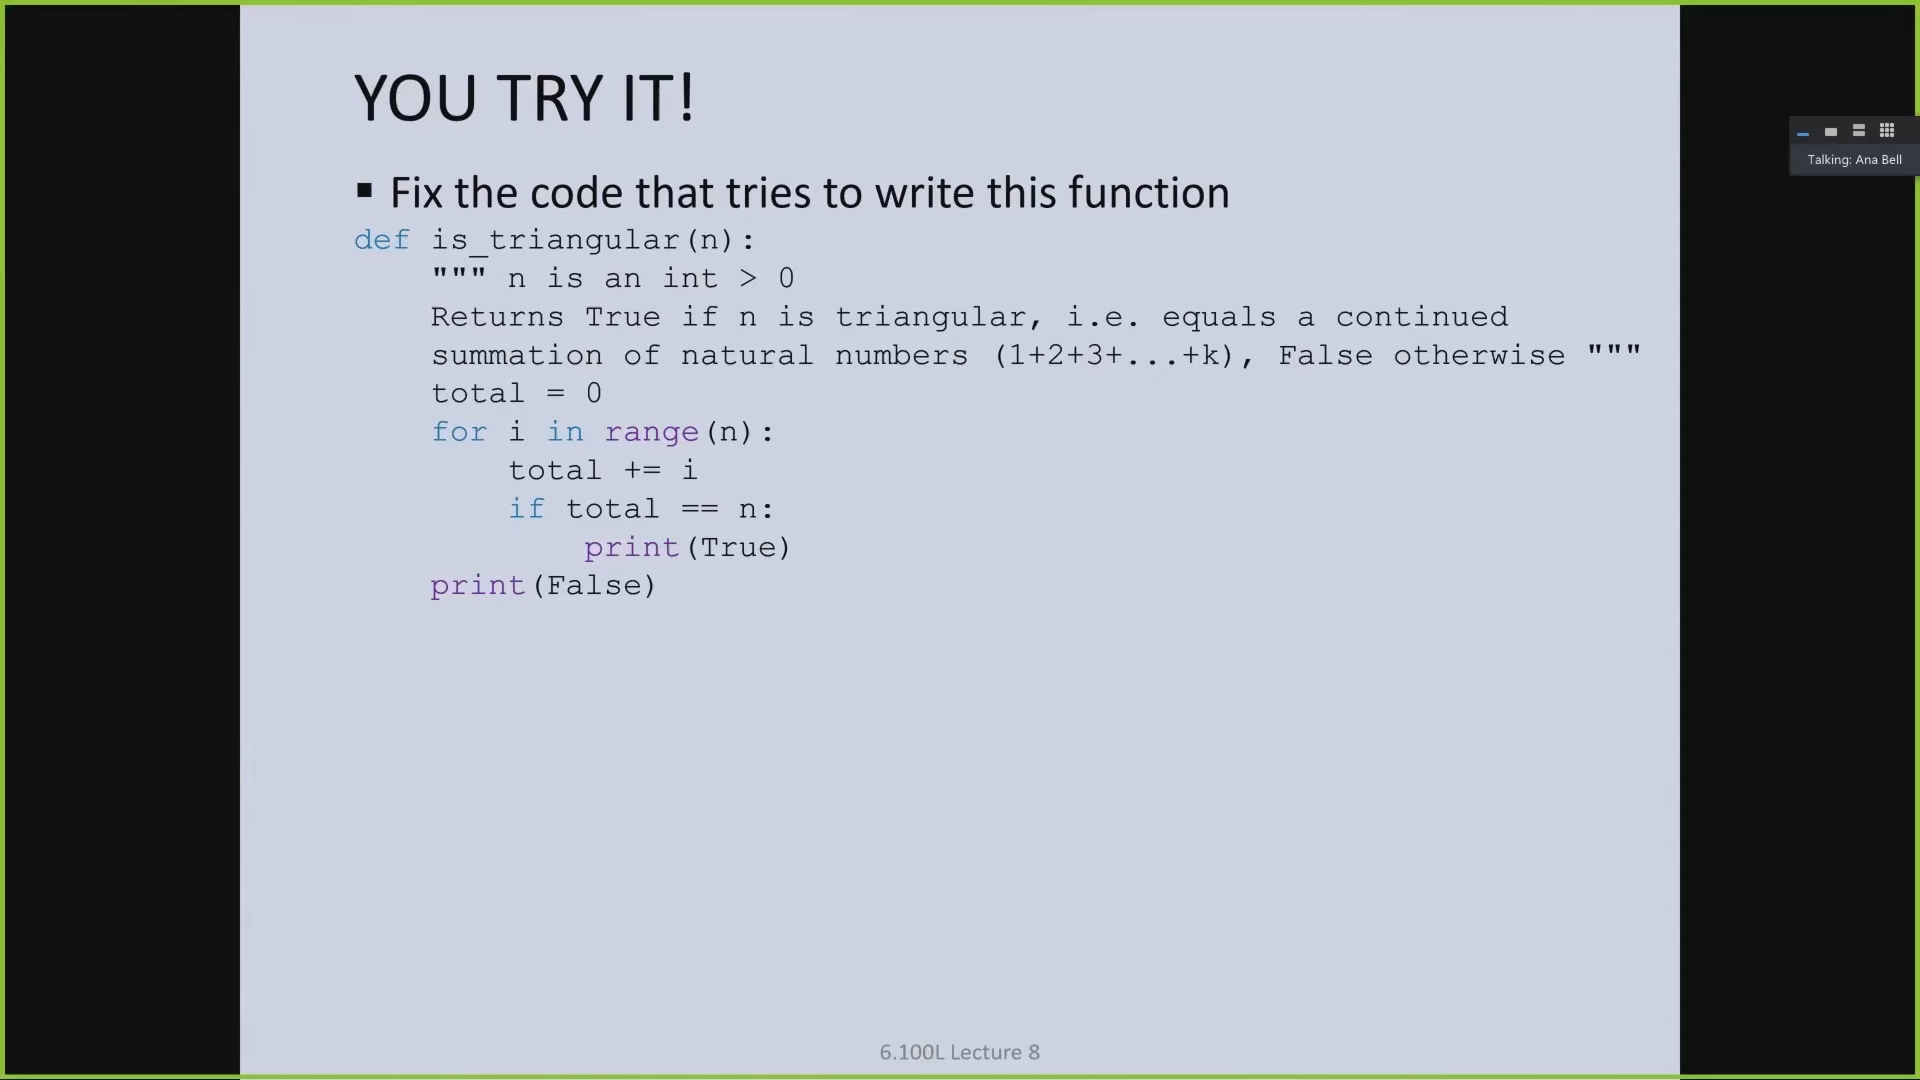 YOU TRY IT!
▪ Fix the code that tries to write this function
def is_triangular(n):
    """ n is an int > 0
    Returns True if n is triangular, i.e. equals a continued
    summation of natural numbers (1+2+3+...+k), False otherwise """
    total = 0
    for i in range(n):
        total += i
        if total == n:
            print(True)
    print(False)
Talking: Ana Bell
6.100L Lecture 8